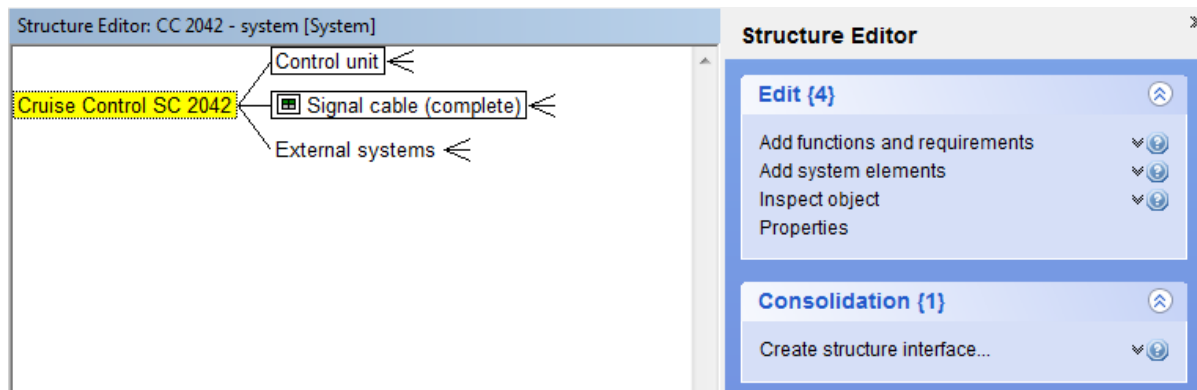 Structure Editor: CC 2042 - system [System]
Control unit
Cruise Control SC 2042
Signal cable (complete)
External systems
Structure Editor
Edit {4}
Add functions and requirements
Add system elements
Inspect object
Properties
Consolidation {1}
Create structure interface...